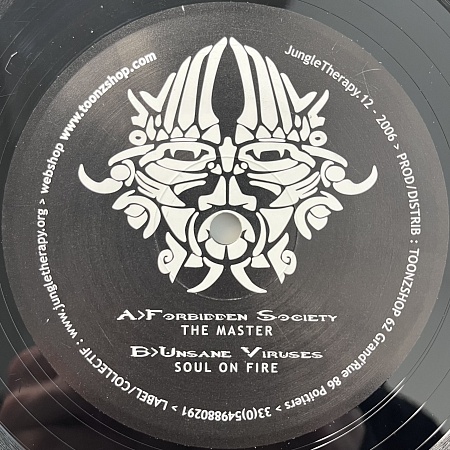 JungleTherapy.12 - 2006 > PROD/DISTRIB : TOONZSHOP 62 Grand'Rue 86 Poitiers > 33(0)549880291 > LABEL/COLLECTIF : www.jungletherapy.org > webshop www.toonzshop.com
A>Forbidden Society
THE MASTER
B>Unsane Viruses
SOUL ON FIRE